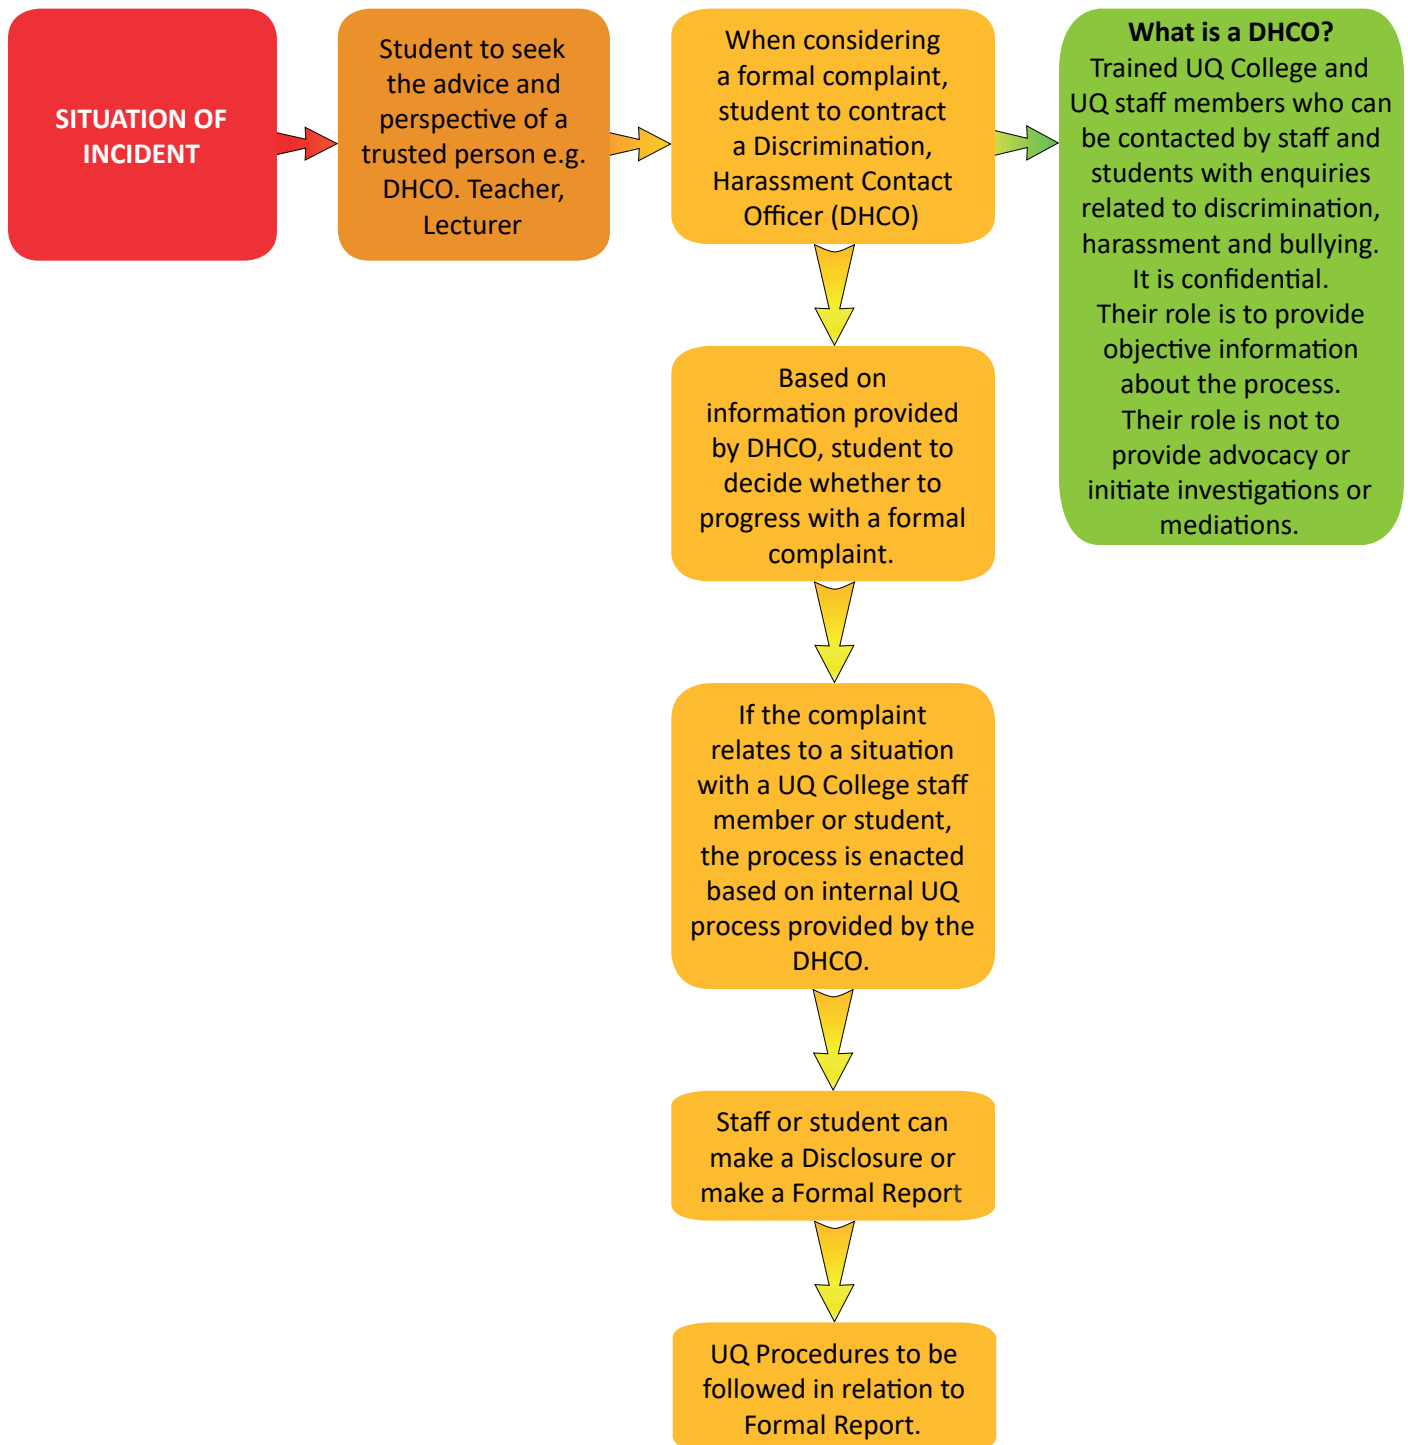 SITUATION OF
INCIDENT
Student to seek
the advice and
perspective of a
trusted person e.g.
DHCO. Teacher,
Lecturer
When considering
a formal complaint,
student to contract
a Discrimination,
Harassment Contact
Officer (DHCO)
What is a DHCO?
Trained UQ College and
UQ staff members who can
be contacted by staff and
students with enquiries
related to discrimination,
harassment and bullying.
It is confidential.
Their role is to provide
objective information
about the process.
Their role is not to
provide advocacy or
initiate investigations or
mediations.
Based on
information provided
by DHCO, student to
decide whether to
progress with a formal
complaint.
If the complaint
relates to a situation
with a UQ College staff
member or student,
the process is enacted
based on internal UQ
process provided by the
DHCO.
Staff or student can
make a Disclosure or
make a Formal Report
UQ Procedures to be
followed in relation to
Formal Report.